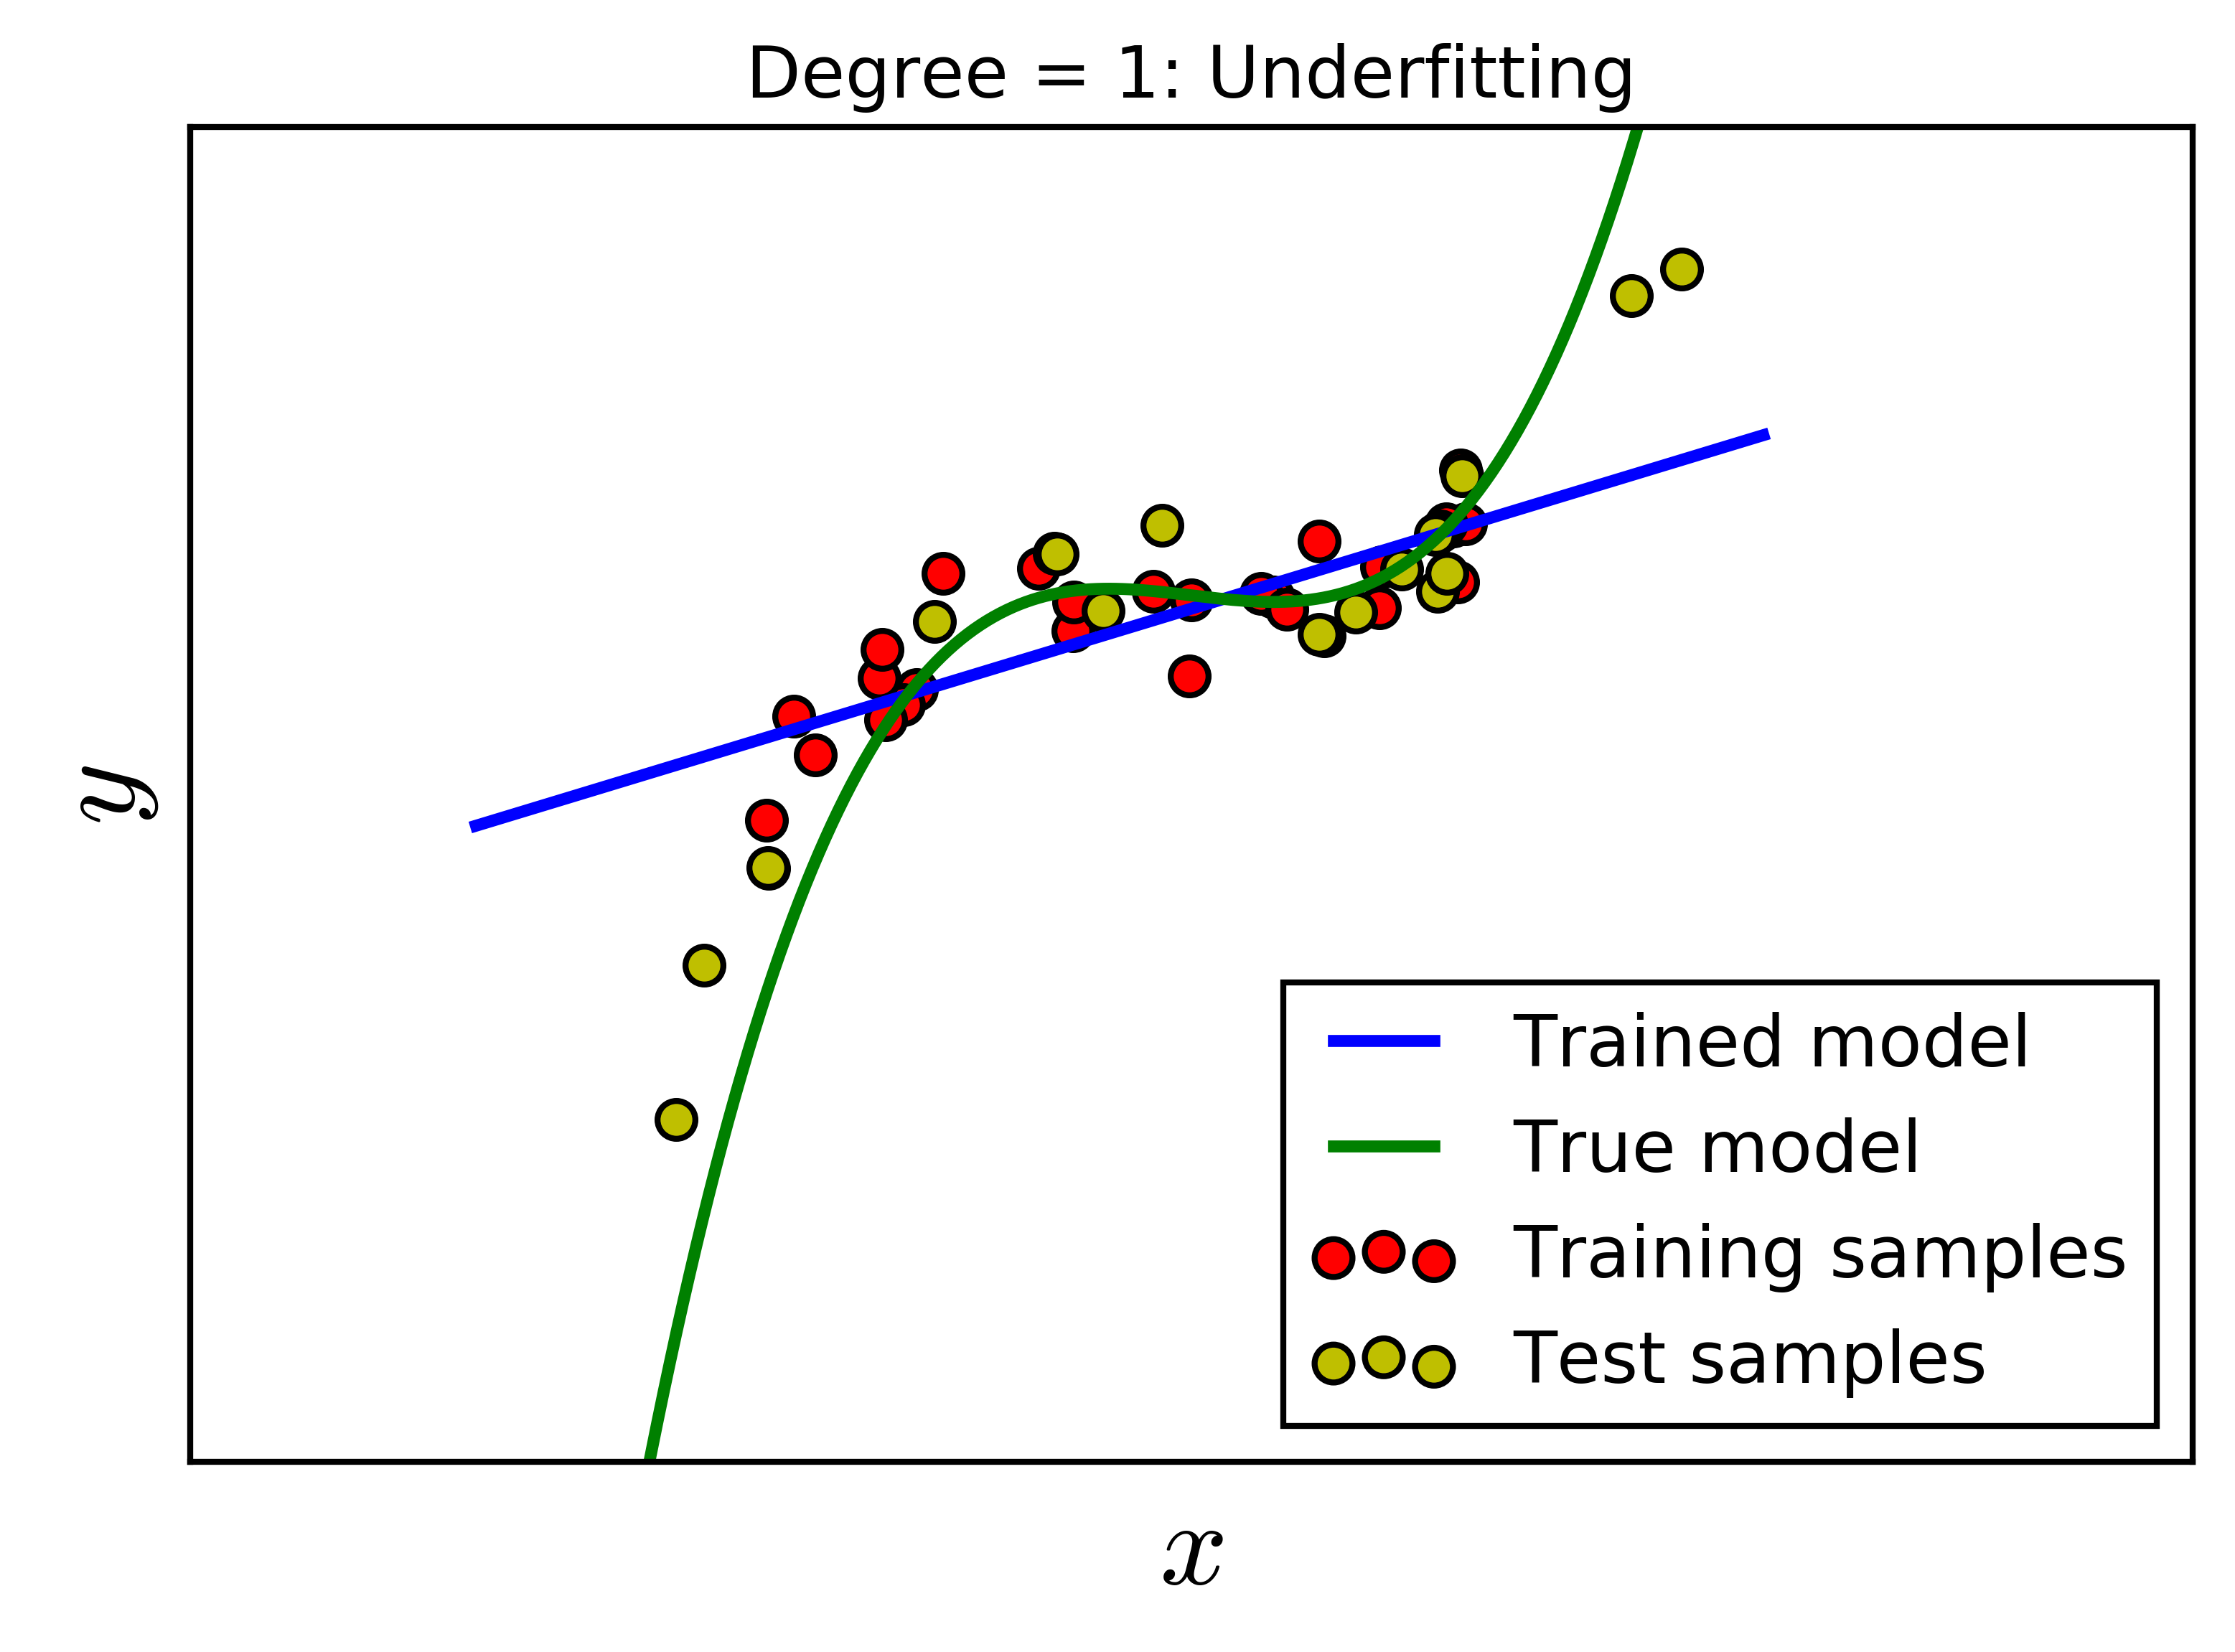 Degree = 1: Underfitting
y
Trained model
True model
Training samples
Test samples
x